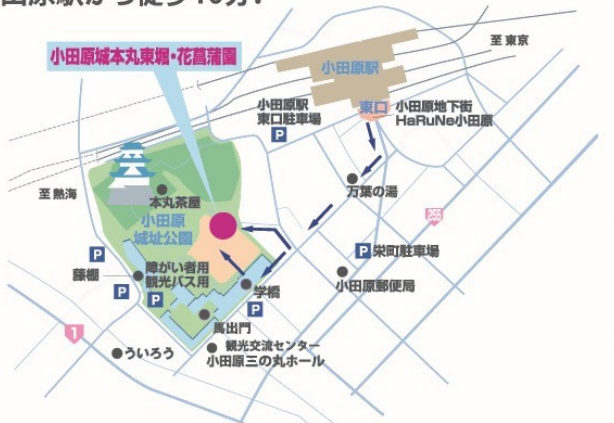 田原駅から徒歩10分!
小田原城本丸東堀・花菖蒲園
小田原駅
至 東京
東口
小田原駅
東口駐車場
P
小田原地下街
HaRuNe小田原
万葉の湯
至 熱海
本丸茶屋
小田原
城址公園
255
P 栄町駐車場
小田原郵便局
P
藤棚
障がい者用
観光バス用
P
P
学橋
P
馬出門
1
ういろう
観光交流センター
小田原三の丸ホール